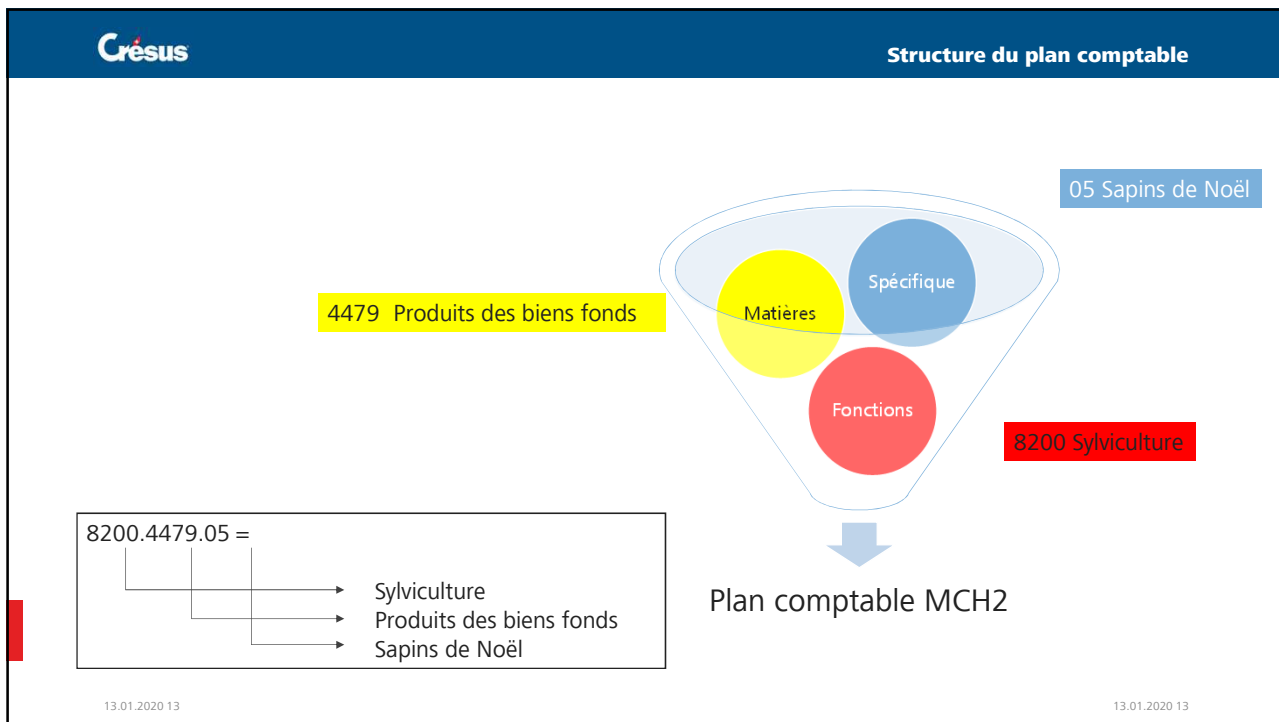 Crésus
Structure du plan comptable
05 Sapins de Noël
Spécifique
4479 Produits des biens fonds
Matières
Fonctions
8200 Sylviculture
8200.4479.05 =
Sylviculture
Produits des biens fonds
Sapins de Noël
Plan comptable MCH2
13.01.2020 13
13.01.2020 13